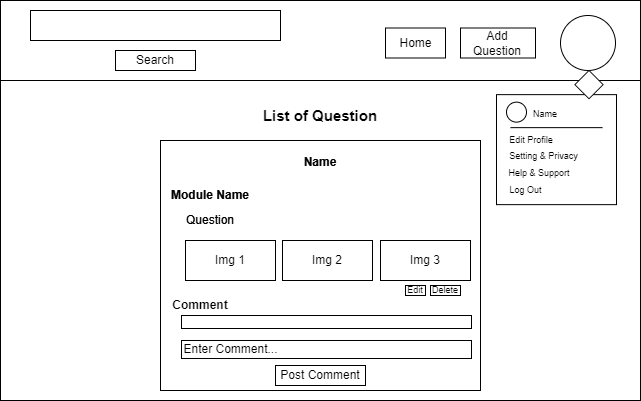 Search
Home
Add
Question
Name
Edit Profile
Setting & Privacy
Help & Support
Log Out
List of Question
Name
Module Name
Question
Img 1
Img 2
Img 3
Edit
Delete
Comment
Enter Comment...
Post Comment